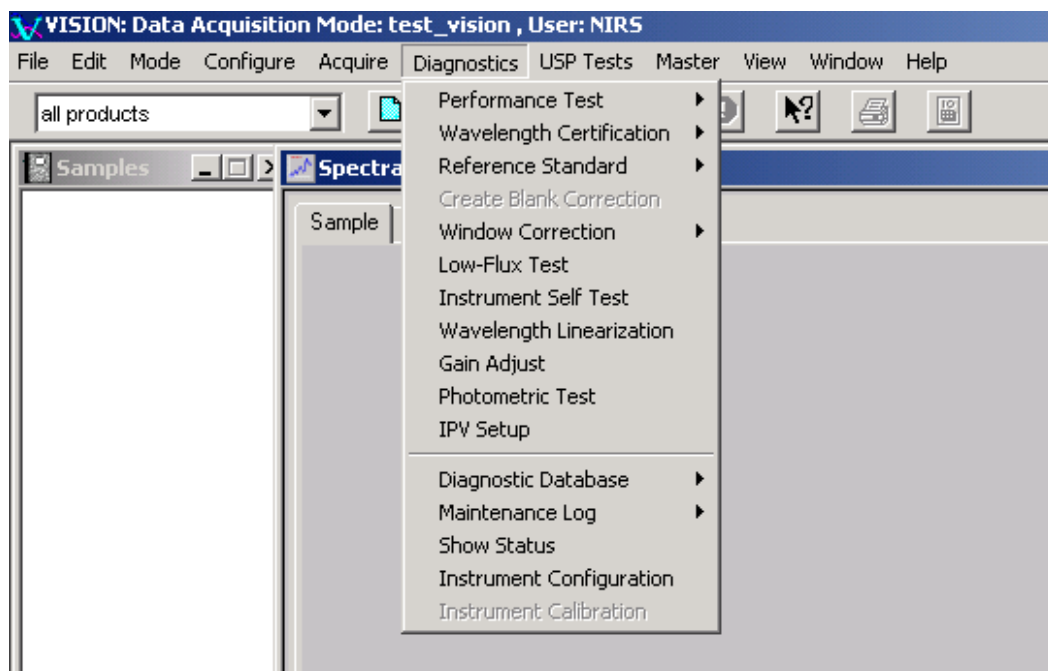 VISION: Data Acquisition Mode: test_vision , User: NIRS
File Edit Mode Configure Acquire Diagnostics USP Tests Master View Window Help
all products
Samples
Spectra
Sample
Performance Test
Wavelength Certification
Reference Standard
Create Blank Correction
Window Correction
Low-Flux Test
Instrument Self Test
Wavelength Linearization
Gain Adjust
Photometric Test
IPV Setup
Diagnostic Database
Maintenance Log
Show Status
Instrument Configuration
Instrument Calibration